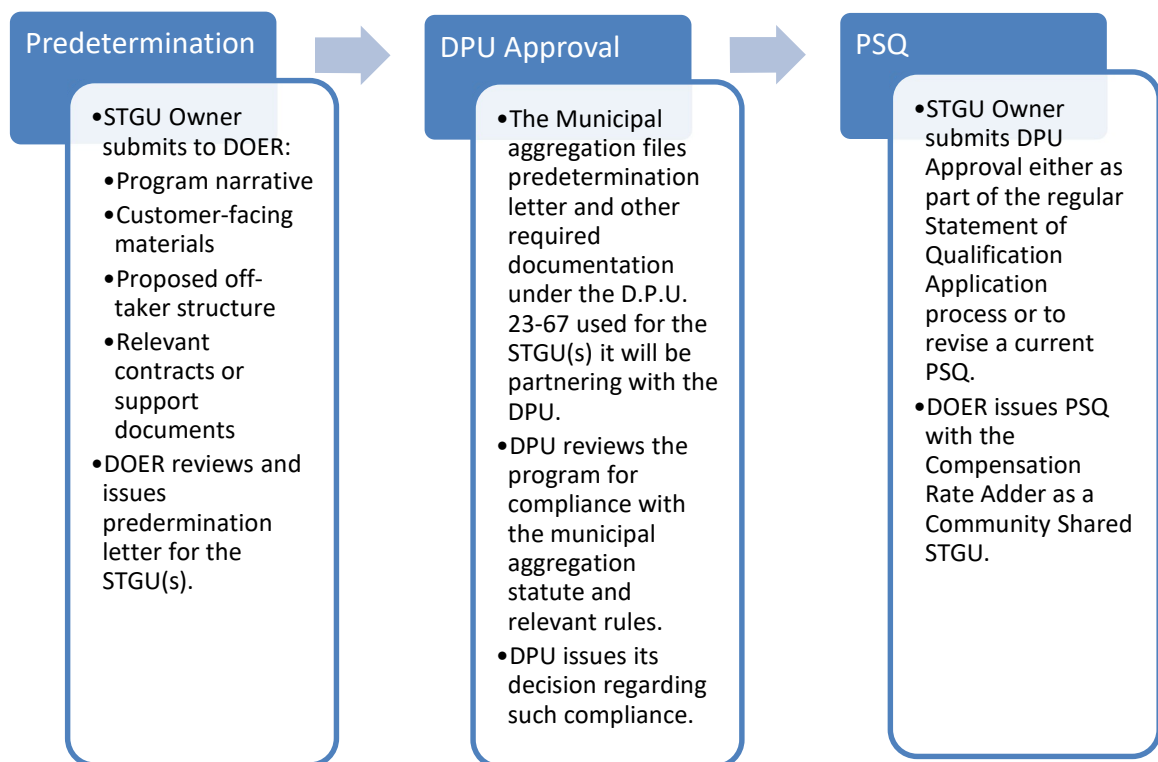 Predetermination
•STGU Owner
submits to DOER:
•Program narrative
•Customer-facing
materials
•Proposed off-
taker structure
•Relevant
contracts or
support
documents
•DOER reviews and
issues
predermination
letter for the
STGU(s).
DPU Approval
•The Municipal
aggregation files
predetermination
letter and other
required
documentation
under the D.P.U.
23-67 used for the
STGU(s) it will be
partnering with the
DPU.
•DPU reviews the
program for
compliance with
the municipal
aggregation
statute and
relevant rules.
•DPU issues its
decision regarding
such compliance.
PSQ
•STGU Owner
submits DPU
Approval either as
part of the regular
Statement of
Qualification
Application
process or to
revise a current
PSQ.
•DOER issues PSQ
with the
Compensation
Rate Adder as a
Community Shared
STGU.